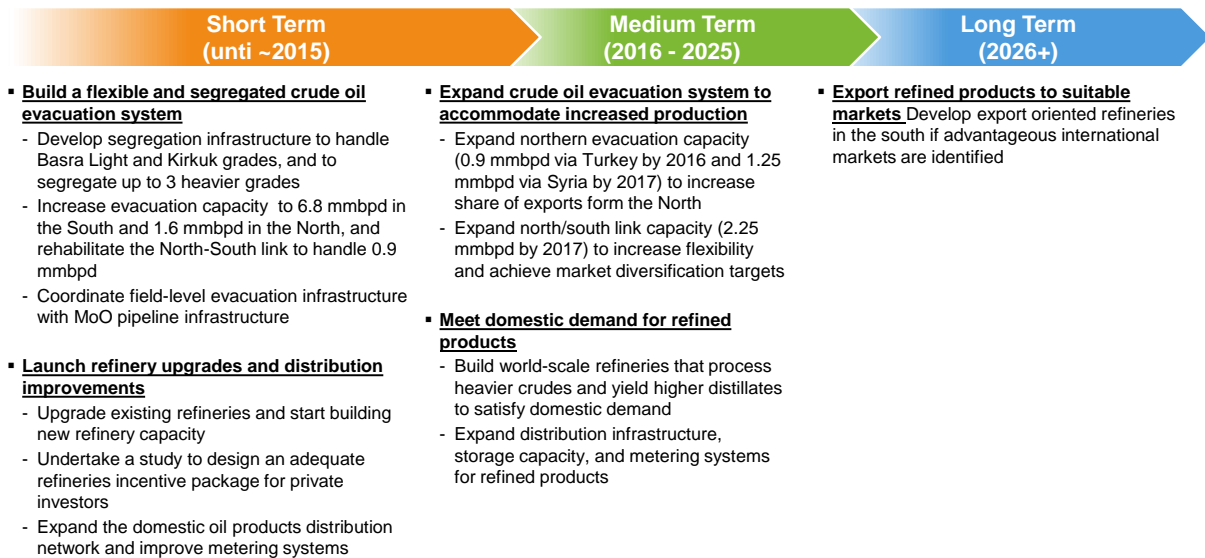 Short Term
(unti ~2015)
Medium Term
(2016 - 2025)
Long Term
(2026+)
▪ Build a flexible and segregated crude oil
evacuation system
- Develop segregation infrastructure to handle
Basra Light and Kirkuk grades, and to
segregate up to 3 heavier grades
- Increase evacuation capacity to 6.8 mmbpd in
the South and 1.6 mmbpd in the North, and
rehabilitate the North-South link to handle 0.9
mmbpd
- Coordinate field-level evacuation infrastructure
with MoO pipeline infrastructure
▪ Launch refinery upgrades and distribution
improvements
- Upgrade existing refineries and start building
new refinery capacity
- Undertake a study to design an adequate
refineries incentive package for private
investors
- Expand the domestic oil products distribution
network and improve metering systems
▪ Expand crude oil evacuation system to
accommodate increased production
- Expand northern evacuation capacity
(0.9 mmbpd via Turkey by 2016 and 1.25
mmbpd via Syria by 2017) to increase
share of exports form the North
- Expand north/south link capacity (2.25
mmbpd by 2017) to increase flexibility
and achieve market diversification targets
▪ Meet domestic demand for refined
products
- Build world-scale refineries that process
heavier crudes and yield higher distillates
to satisfy domestic demand
- Expand distribution infrastructure,
storage capacity, and metering systems
for refined products
▪ Export refined products to suitable
markets Develop export oriented refineries
in the south if advantageous international
markets are identified